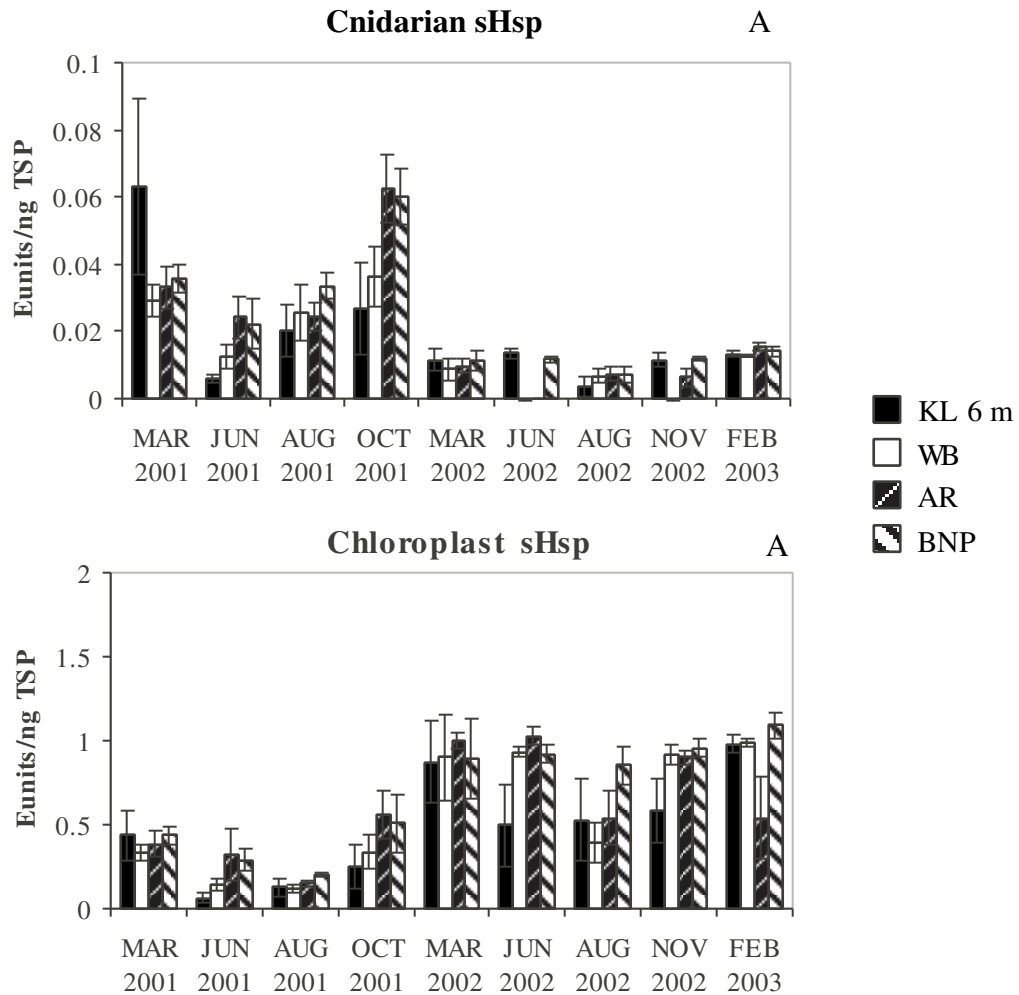 Cnidarian sHsp A
0.1
0.08
0.06
0.04
0.02
0
Eunits/ng TSP
MAR JUN AUG OCT MAR JUN AUG NOV FEB
2001 2001 2001 2001 2002 2002 2002 2002 2003
KL 6 m
WB
AR
BNP
Chloroplast sHsp A
2
1.5
1
0.5
0
Eunits/ng TSP
MAR JUN AUG OCT MAR JUN AUG NOV FEB
2001 2001 2001 2001 2002 2002 2002 2002 2003